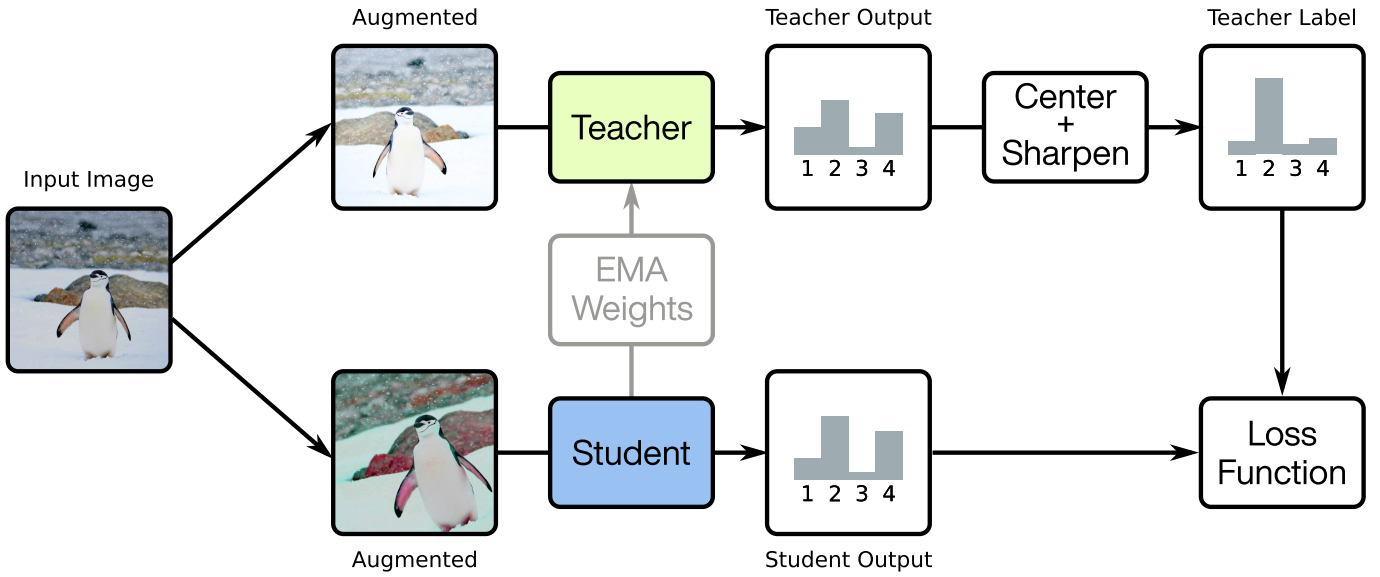 Augmented
Teacher Output
Teacher Label
Input Image
Teacher
1 2 3 4
Center
+
Sharpen
1 2 3 4
EMA
Weights
Student
1 2 3 4
Loss
Function
Augmented
Student Output